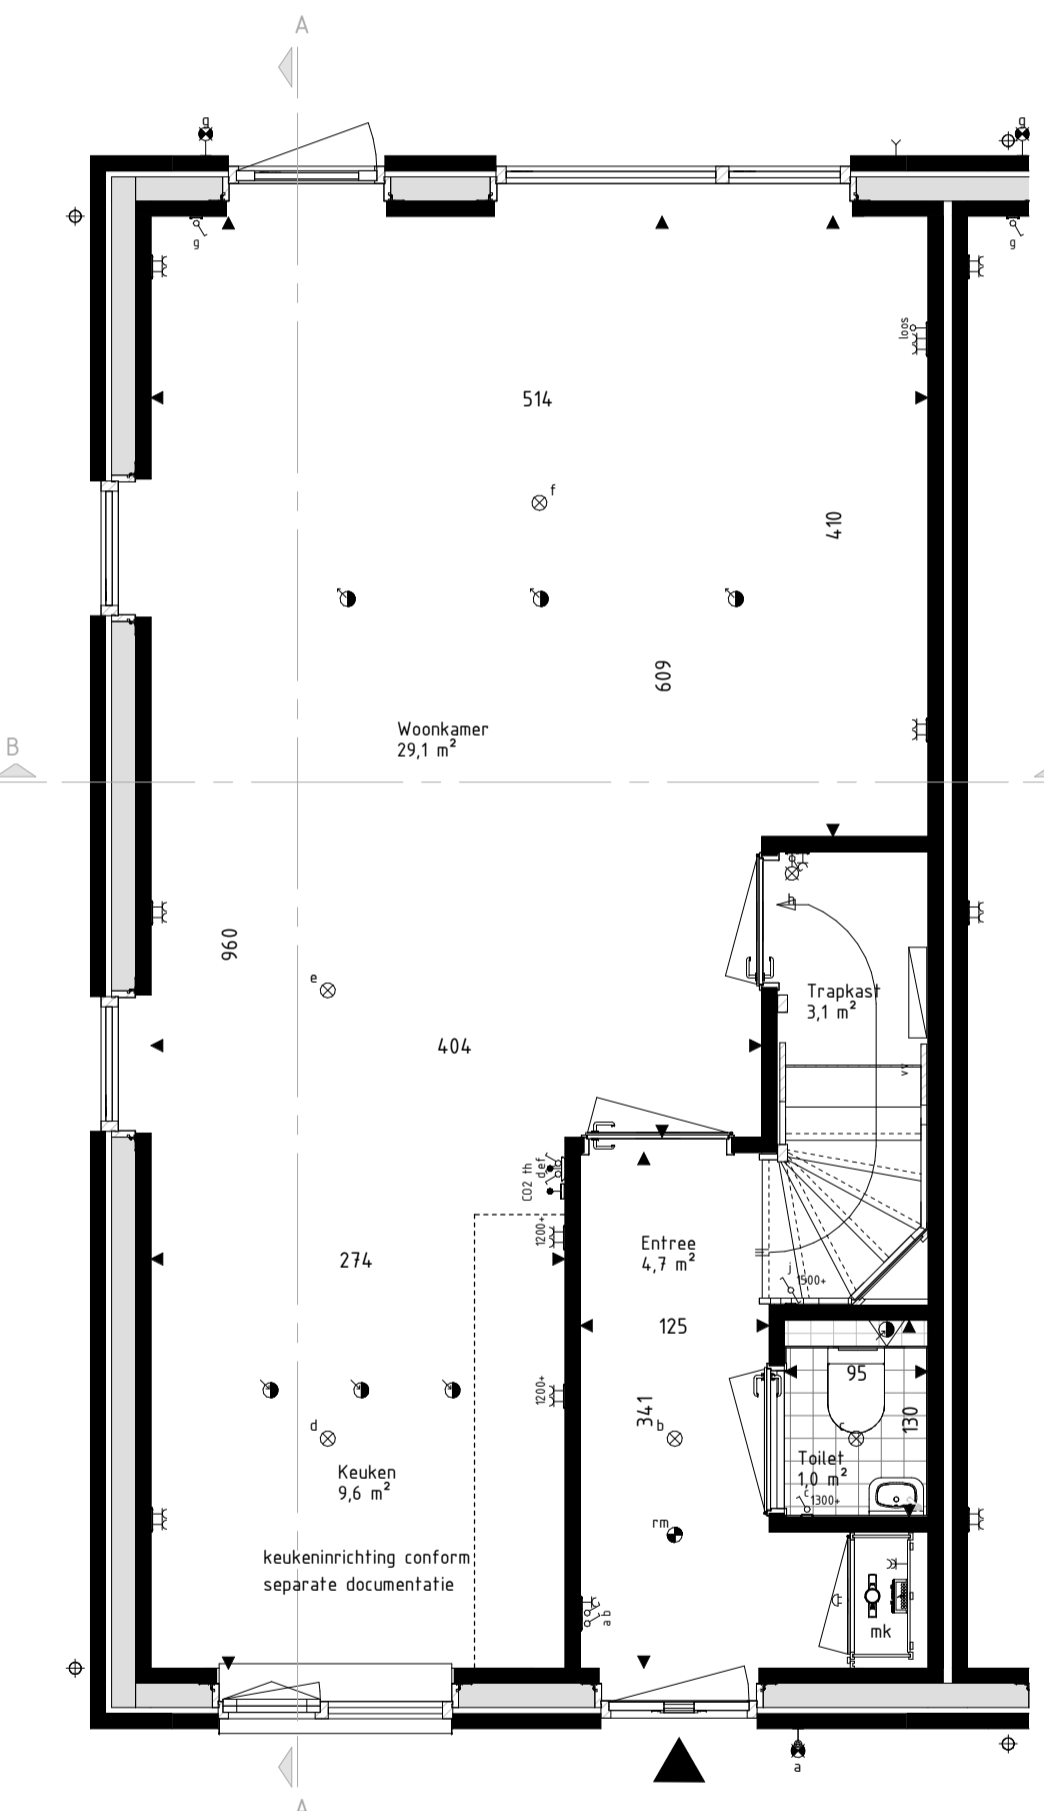 A
g
g
g
g
loos
514
f
410
609
Woonkamer
29,1 m²
B
960
e
h
Trapkast
3,1 m²
404
vv
CO2 th
d,e,f
1200+
Entree
4,7 m²
274
j
1500+
125
95
1200+
341
130
d
b
c
Keuken
9,6 m²
Toilet
1,0 m²
c
1300+
rm
keukeninrichting conform
separate documentatie
a b
mk
a
A